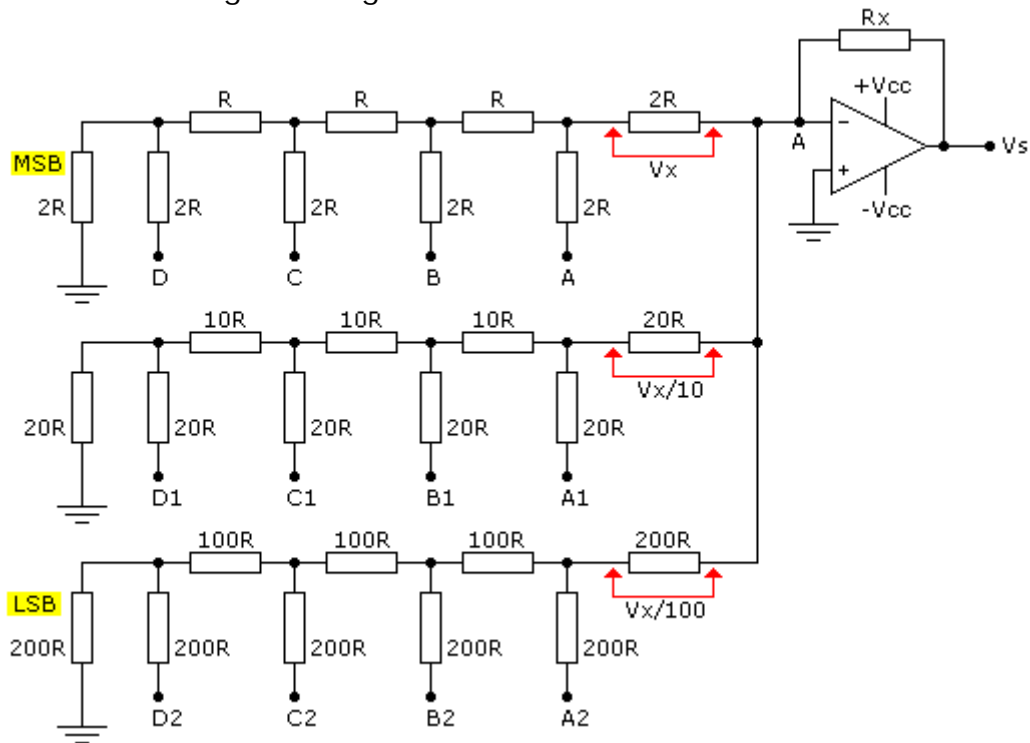 Rx
R R R 2R
+Vcc
-
A
Vs
MSB
Vx
+
2R 2R 2R 2R 2R
-Vcc
D C B A
10R 10R 10R 20R
Vx/10
20R 20R 20R 20R 20R
D1 C1 B1 A1
100R 100R 100R 200R
LSB
Vx/100
200R 200R 200R 200R 200R
D2 C2 B2 A2